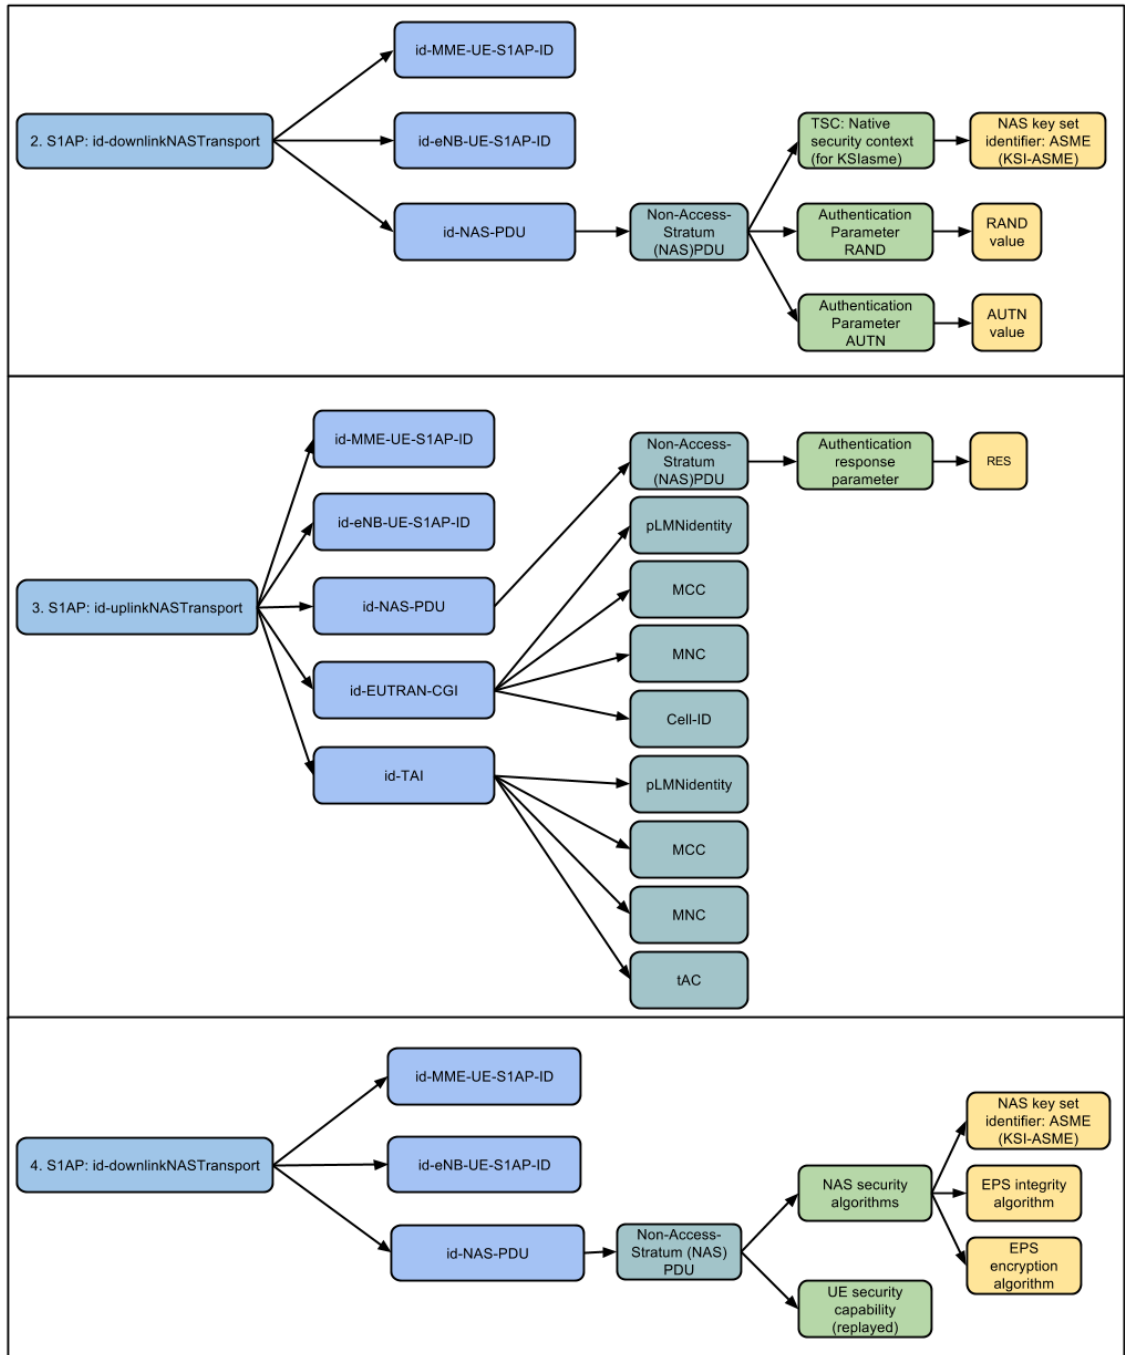 id-MME-UE-S1AP-ID
2. S1AP: id-downlinkNASTransport
id-eNB-UE-S1AP-ID
TSC: Native
security context
(for KSIasme)
NAS key set
identifier: ASME
(KSI-ASME)
id-NAS-PDU
Non-Access-
Stratum
(NAS)PDU
Authentication
Parameter
RAND
RAND
value
Authentication
Parameter
AUTN
AUTN
value
id-MME-UE-S1AP-ID
Non-Access-
Stratum
(NAS)PDU
Authentication
response
parameter
RES
id-eNB-UE-S1AP-ID
pLMNidentity
3. S1AP: id-uplinkNASTransport
id-NAS-PDU
MCC
MNC
id-EUTRAN-CGI
Cell-ID
id-TAI
pLMNidentity
MCC
MNC
tAC
id-MME-UE-S1AP-ID
NAS key set
identifier: ASME
(KSI-ASME)
4. S1AP: id-downlinkNASTransport
id-eNB-UE-S1AP-ID
NAS security
algorithms
EPS integrity
algorithm
id-NAS-PDU
Non-Access-
Stratum (NAS)
PDU
EPS
encryption
algorithm
UE security
capability
(replayed)